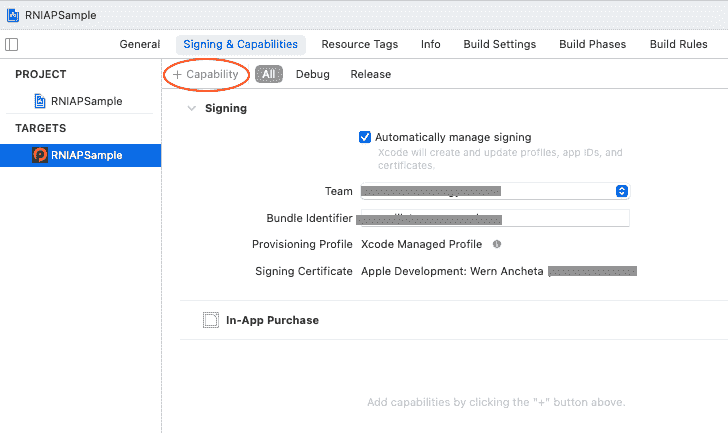 RNIAPSample
General Signing & Capabilities Resource Tags Info Build Settings Build Phases Build Rules
PROJECT
+ Capability All Debug Release
RNIAPSample
Signing
TARGETS
RNIAPSample
Automatically manage signing
Xcode will create and update profiles, app IDs, and
certificates.
Team
Bundle Identifier
Provisioning Profile Xcode Managed Profile
Signing Certificate Apple Development: Wern Ancheta
In-App Purchase
Add capabilities by clicking the "+" button above.